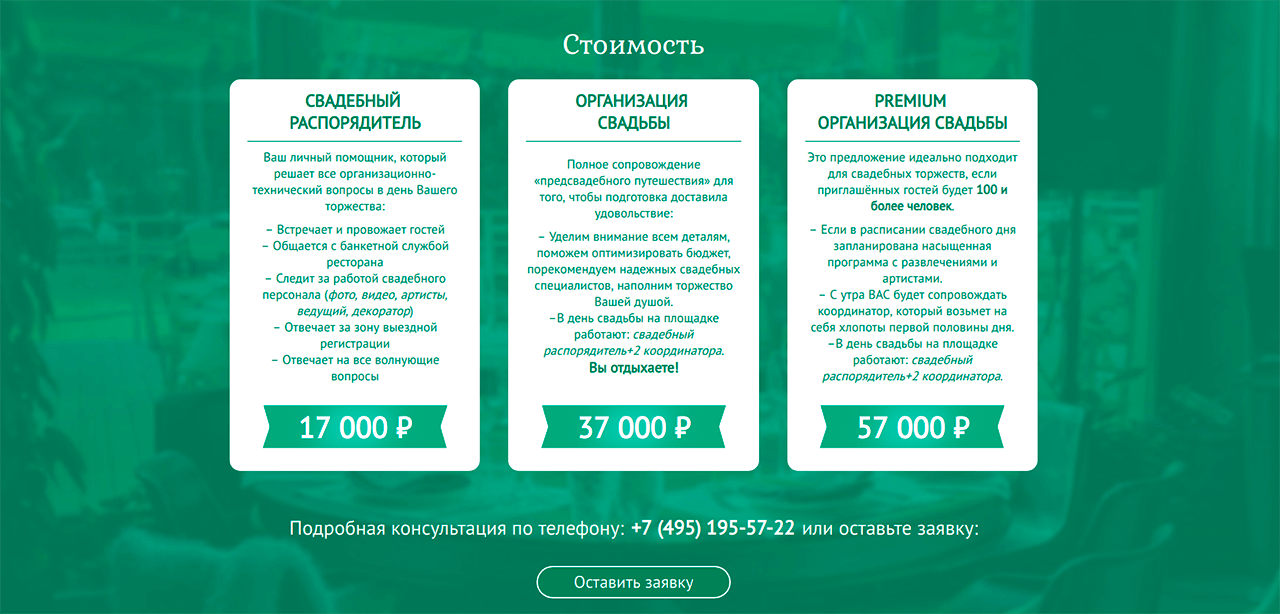 Стоимость
СВАДЕБНЫЙ
РАСПОРЯДИТЕЛЬ
Ваш личный помощник, который
решает все организационно-
технический вопросы в день Вашего
торжества:
– Встречает и провожает гостей
– Общается с банкетной службой
ресторана
– Следит за работой свадебного
персонала (фото, видео, артисты,
ведущий, декоратор)
– Отвечает за зону выездной
регистрации
– Отвечает на все волнующие
вопросы
17 000 ₽
ОРГАНИЗАЦИЯ
СВАДЬБЫ
Полное сопровождение
«предсвадебного путешествия» для
того, чтобы подготовка доставила
удовольствие:
– Уделим внимание всем деталям,
поможем оптимизировать бюджет,
порекомендуем надежных свадебных
специалистов, наполним торжество
Вашей душой.
–В день свадьбы на площадке
работают: свадебный
распорядитель+2 координатора.
Вы отдыхаете!
37 000 ₽
PREMIUM
ОРГАНИЗАЦИЯ СВАДЬБЫ
Это предложение идеально подходит
для свадебных торжеств, если
приглашённых гостей будет 100 и
более человек.
– Если в расписании свадебного дня
запланирована насыщенная
программа с развлечениями и
артистами.
– С утра ВАС будет сопровождать
координатор, который возьмет на
себя хлопоты первой половины дня.
–В день свадьбы на площадке
работают: свадебный
распорядитель+2 координатора.
57 000 ₽
Подробная консультация по телефону: +7 (495) 195-57-22 или оставьте заявку:
Оставить заявку